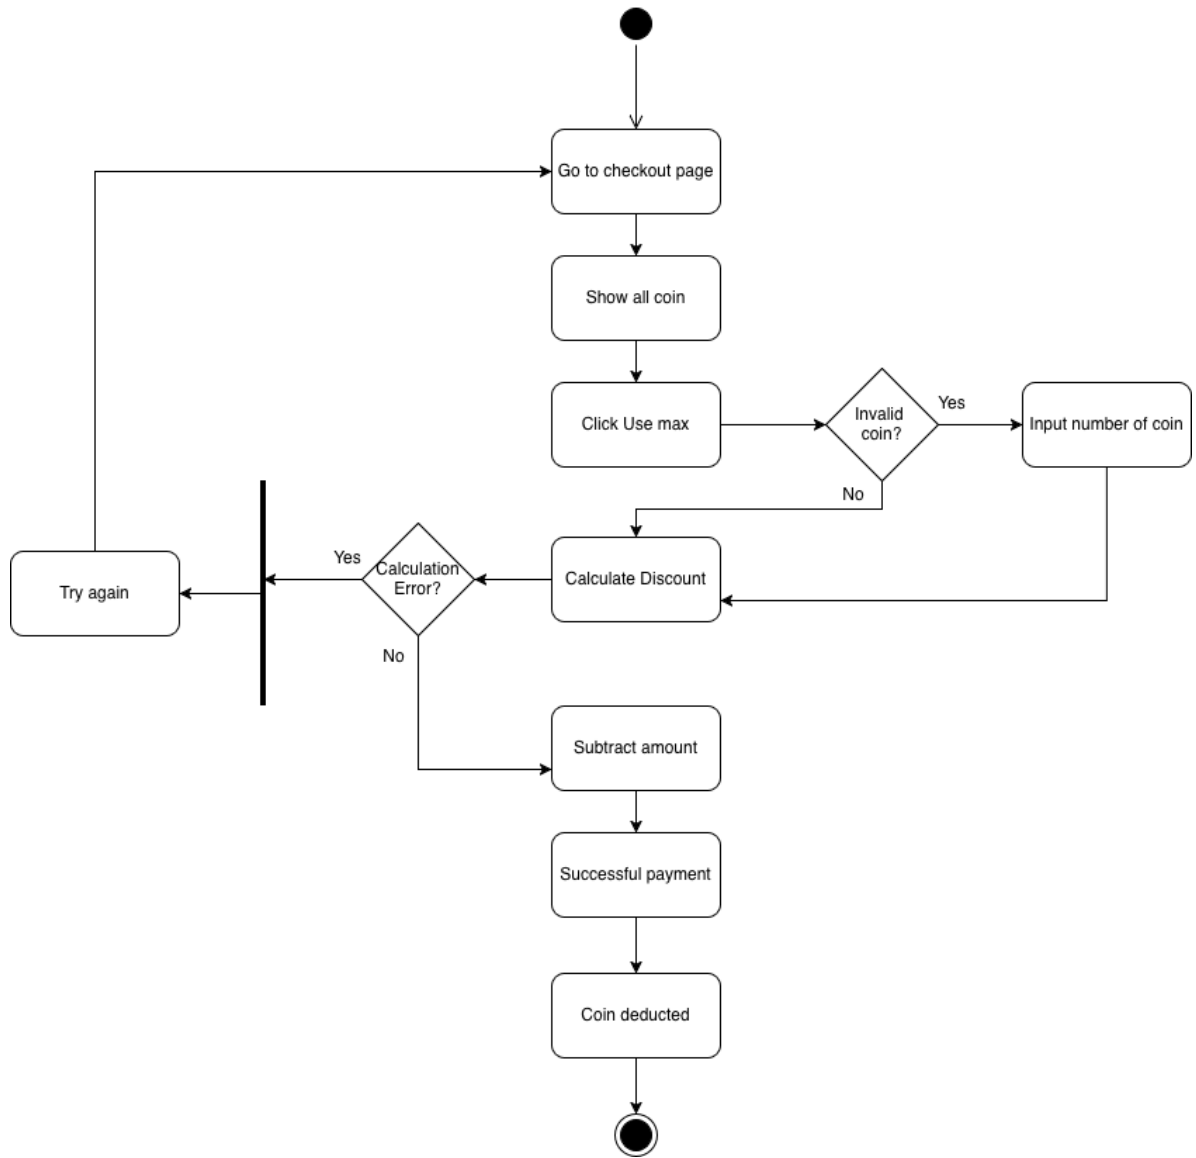 Go to checkout page
Show all coin
Click Use max
Invalid
coin?
Yes
Input number of coin
No
Calculate Discount
Calculation
Error?
Yes
Try again
No
Subtract amount
Successful payment
Coin deducted